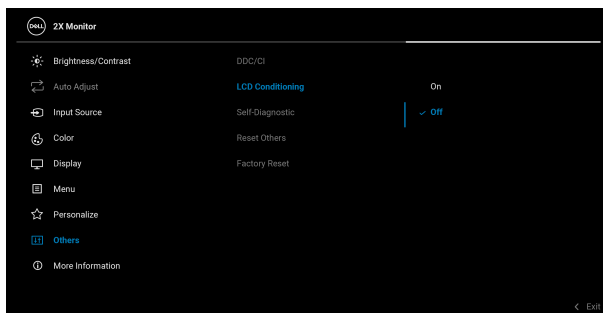 DELL 2X Monitor
Brightness/Contrast DDC/CI
Auto Adjust LCD Conditioning On
Input Source Self-Diagnostic Off
Color Reset Others
Display Factory Reset
Menu
Personalize
Others
More Information
Exit